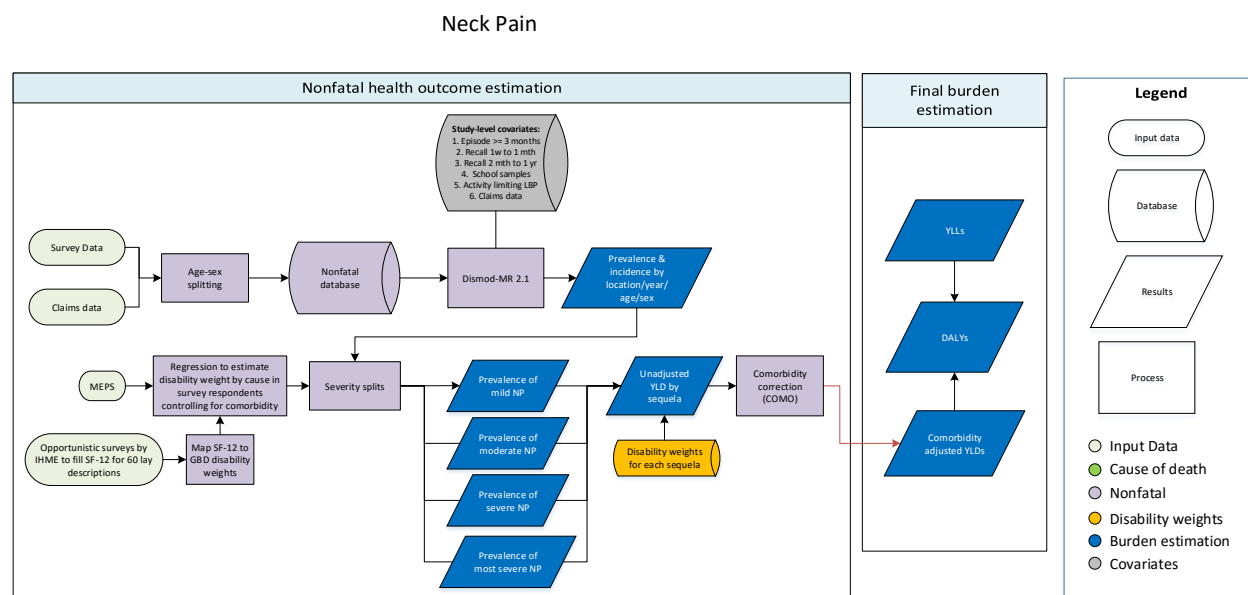 Neck Pain
Nonfatal health outcome estimation
Study-level covariates:
1. Episode >= 3 months
2. Recall 1w to 1 mth
3. Recall 2 mth to 1 yr
4. School samples
5. Activity limiting LBP
6. Claims data
Survey Data
Claims data
Age-sex
splitting
Nonfatal
database
Dismod-MR 2.1
Prevalence &
incidence by
location/year/
age/sex
MEPS
Regression to estimate
disability weight by cause in
survey respondents
controlling for comorbidity
Severity splits
Opportunistic surveys by
IHME to fill SF-12 for 60 lay
descriptions
Map SF-12 to
GBD disability
weights
Prevalence of
mild NP
Prevalence of
moderate NP
Prevalence of
severe NP
Prevalence of
most severe NP
Unadjusted
YLD by
sequela
Disability weights
for each sequela
Comorbidity
correction
(COMO)
Final burden
estimation
YLLs
DALYs
Comorbidity
adjusted YLDs
Legend
Input data
Database
Results
Process
Input Data
Cause of death
Nonfatal
Disability weights
Burden estimation
Covariates